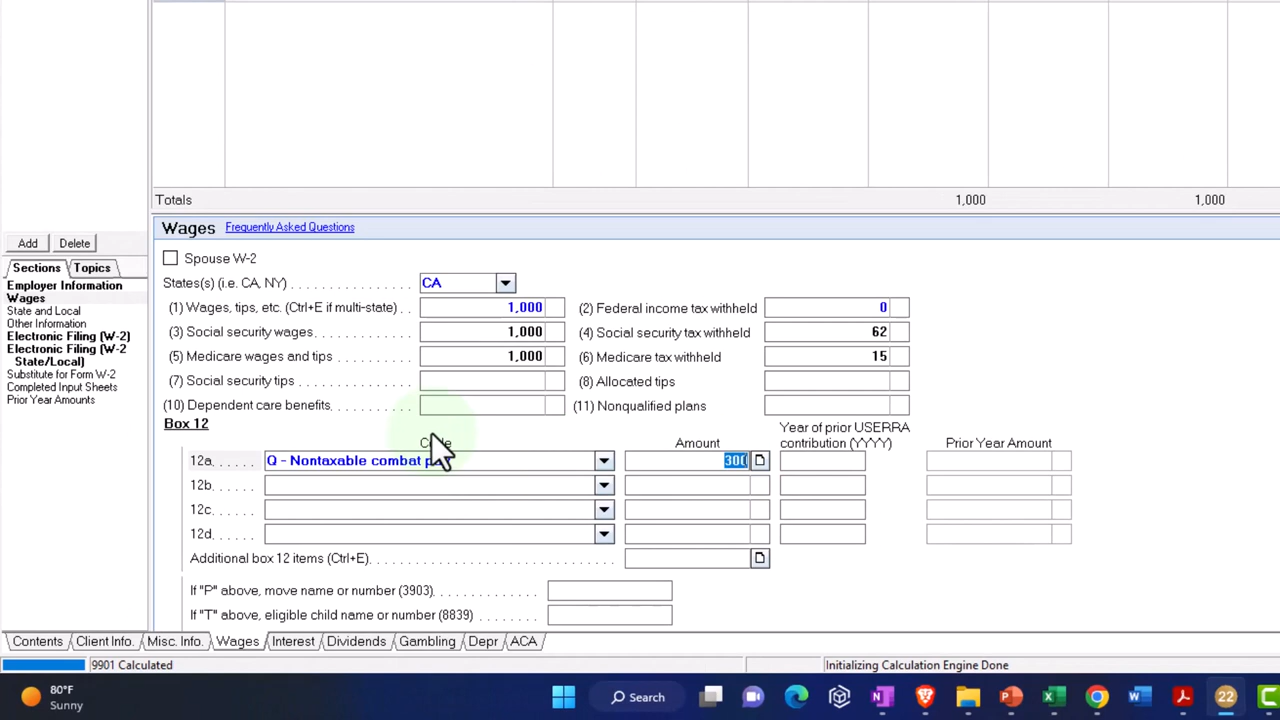 Totals 1,000 1,000
Wages Frequently Asked Questions
Spouse W-2
States(s) (i.e. CA, NY) CA
(1) Wages, tips, etc. (Ctrl+E if multi-state) 1,000 (2) Federal income tax withheld 0
(3) Social security wages 1,000 (4) Social security tax withheld 62
(5) Medicare wages and tips 1,000 (6) Medicare tax withheld 15
(7) Social security tips (8) Allocated tips
(10) Dependent care benefits (11) Nonqualified plans
Box 12
Year of prior USERRA
Amount contribution (YYYY) Prior Year Amount
12a Q - Nontaxable combat 300
12b
12c
12d
Additional box 12 items (Ctrl+E)
If "P" above, move name or number (3903)
If "T" above, eligible child name or number (8839)
Add Delete
Sections Topics
Employer Information
Wages
State and Local
Other Information
Electronic Filing (W-2)
Electronic Filing (W-2
State/Local)
Substitute for Form W-2
Completed Input Sheets
Prior Year Amounts
Contents Client Info. Misc. Info. Wages Interest Dividends Gambling Depr ACA
9901 Calculated Initializing Calculation Engine Done
80°F
Sunny
Search
22